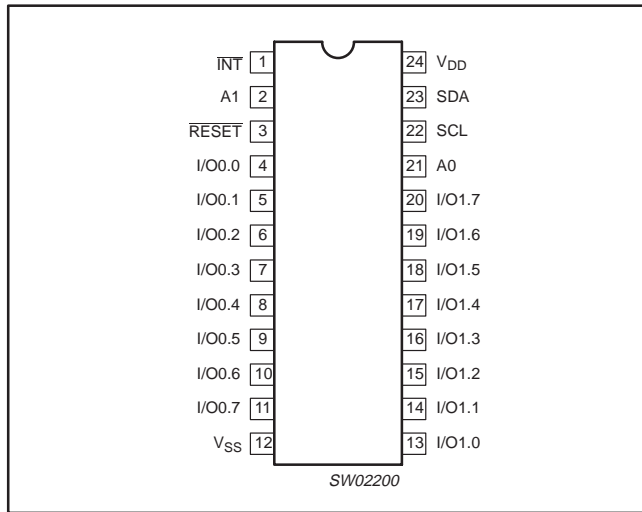 I̅N̅T̅ 1 24 VDD
A1 2 23 SDA
R̅E̅S̅E̅T̅ 3 22 SCL
I/O0.0 4 21 A0
I/O0.1 5 20 I/O1.7
I/O0.2 6 19 I/O1.6
I/O0.3 7 18 I/O1.5
I/O0.4 8 17 I/O1.4
I/O0.5 9 16 I/O1.3
I/O0.6 10 15 I/O1.2
I/O0.7 11 14 I/O1.1
VSS 12 13 I/O1.0
SW02200